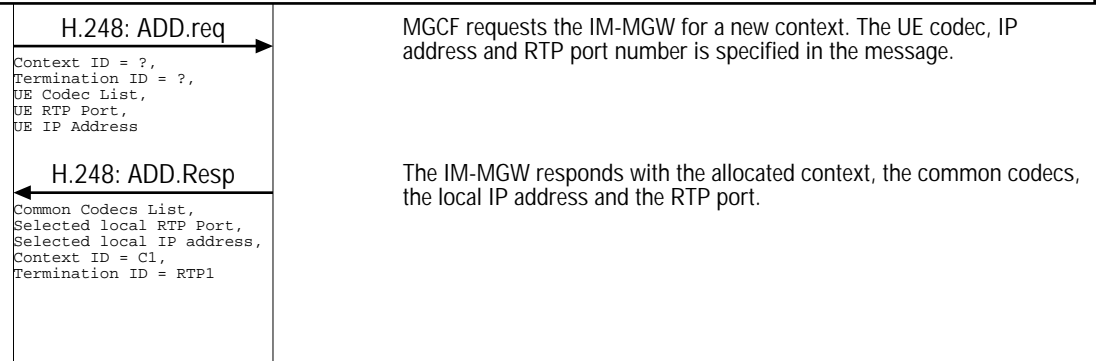 H.248: ADD.req
Context ID = ?,
Termination ID = ?,
UE Codec List,
UE RTP Port,
UE IP Address
MGCF requests the IM-MGW for a new context. The UE codec, IP
address and RTP port number is specified in the message.
H.248: ADD.Resp
Common Codecs List,
Selected local RTP Port,
Selected local IP address,
Context ID = C1,
Termination ID = RTP1
The IM-MGW responds with the allocated context, the common codecs,
the local IP address and the RTP port.